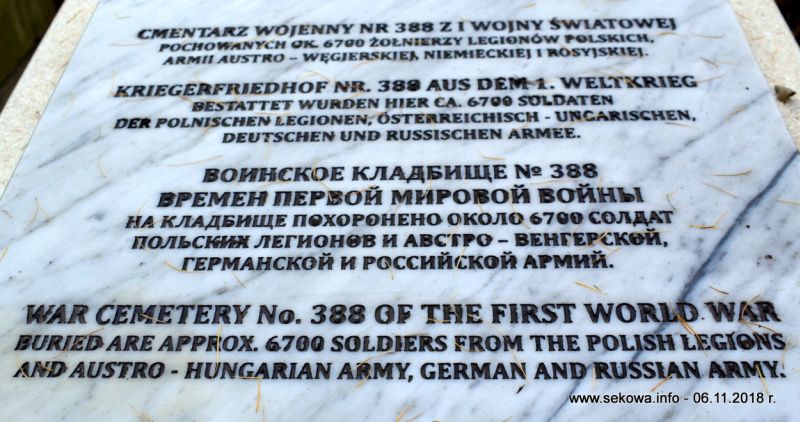 CMENTARZ WOJENNY NR 388 Z I WOJNY ŚWIATOWEJ
POCHOWANYCH OK. 6700 ŻOŁNIERZY LEGIONÓW POLSKICH,
ARMII AUSTRO – WĘGIERSKIEJ, NIEMIECKIEJ I ROSYJSKIEJ.
KRIEGERFRIEDHOF NR. 388 AUS DEM 1. WELTKRIEG
BESTATTET WURDEN HIER CA. 6700 SOLDATEN
DER POLNISCHEN LEGIONEN, ÖSTERREICHISCH - UNGARISCHEN,
DEUTSCHEN UND RUSSISCHEN ARMEE.
ВОИНСКОЕ КЛАДБИЩЕ № 388
ВРЕМЕН ПЕРВОЙ МИРОВОЙ ВОЙНЫ
НА КЛАДБИЩЕ ПОХОРОНЕНО ОКОЛО 6700 СОЛДАТ
ПОЛЬСКИХ ЛЕГИОНОВ И АВСТРО – ВЕНГЕРСКОЙ,
ГЕРМАНСКОЙ И РОССИЙСКОЙ АРМИЙ.
WAR CEMETERY No. 388 OF THE FIRST WORLD WAR
BURIED ARE APPROX. 6700 SOLDIERS FROM THE POLISH LEGIONS
AND AUSTRO - HUNGARIAN ARMY, GERMAN AND RUSSIAN ARMY.
www.sekowa.info - 06.11.2018 r.